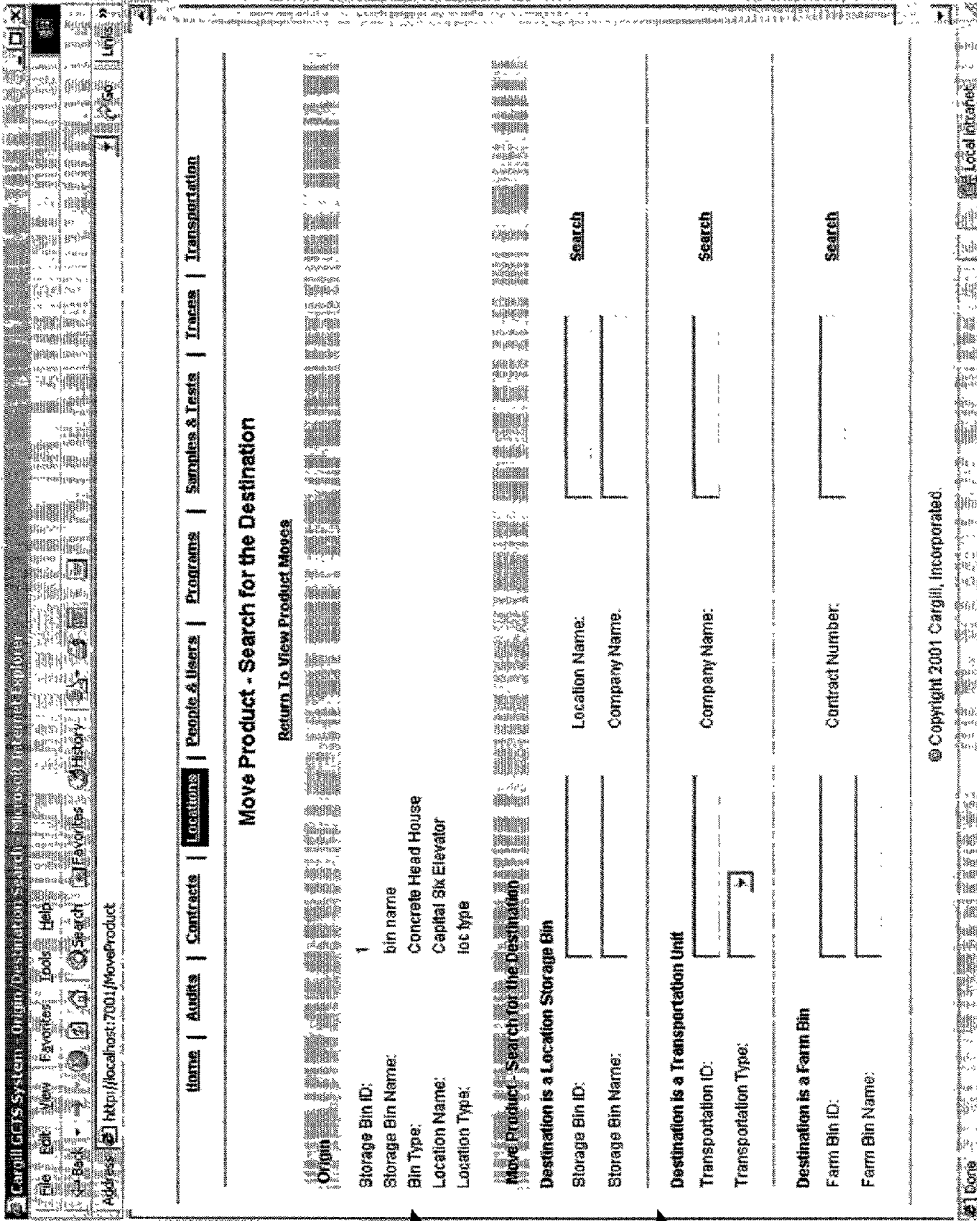 Cargill GCTS System - Origin/Destination Search - Microsoft Internet Explorer
File Edit View Favorites Tools Help
Back Search Favorites History
Address http://localhost:7001/MoveProduct Go Links »
Home | Audits | Contracts | Locations | People & Users | Programs | Samples & Tests | Traces | Transportation
Move Product - Search for the Destination
Return To View Product Moves
Origin
Storage Bin ID: 1
Storage Bin Name: bin name
Bin Type: Concrete Head House
Location Name: Capital Six Elevator
Location Type: loc type
Move Product - Search for the Destination
Destination is a Location Storage Bin
Storage Bin ID: Location Name: Search
Storage Bin Name: Company Name:
Destination is a Transportation Unit
Transportation ID: Company Name: Search
Transportation Type:
Destination is a Farm Bin
Farm Bin ID: Contract Number: Search
Farm Bin Name:
© Copyright 2001 Cargill, Incorporated.
Done Local intranet